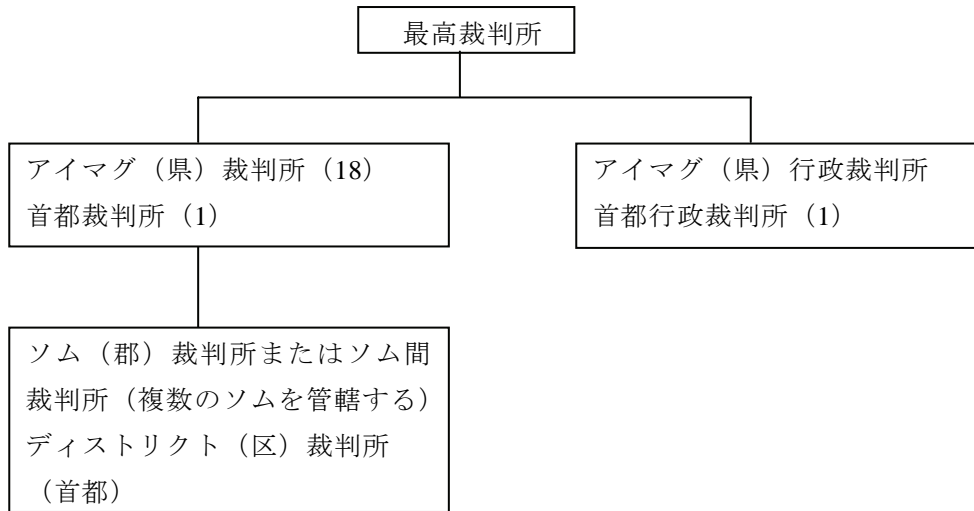 最高裁判所
アイマグ（県）裁判所（18）
首都裁判所（1）
アイマグ（県）行政裁判所
首都行政裁判所（1）
ソム（郡）裁判所またはソム間
裁判所（複数のソムを管轄する）
ディストリクト（区）裁判所
（首都）